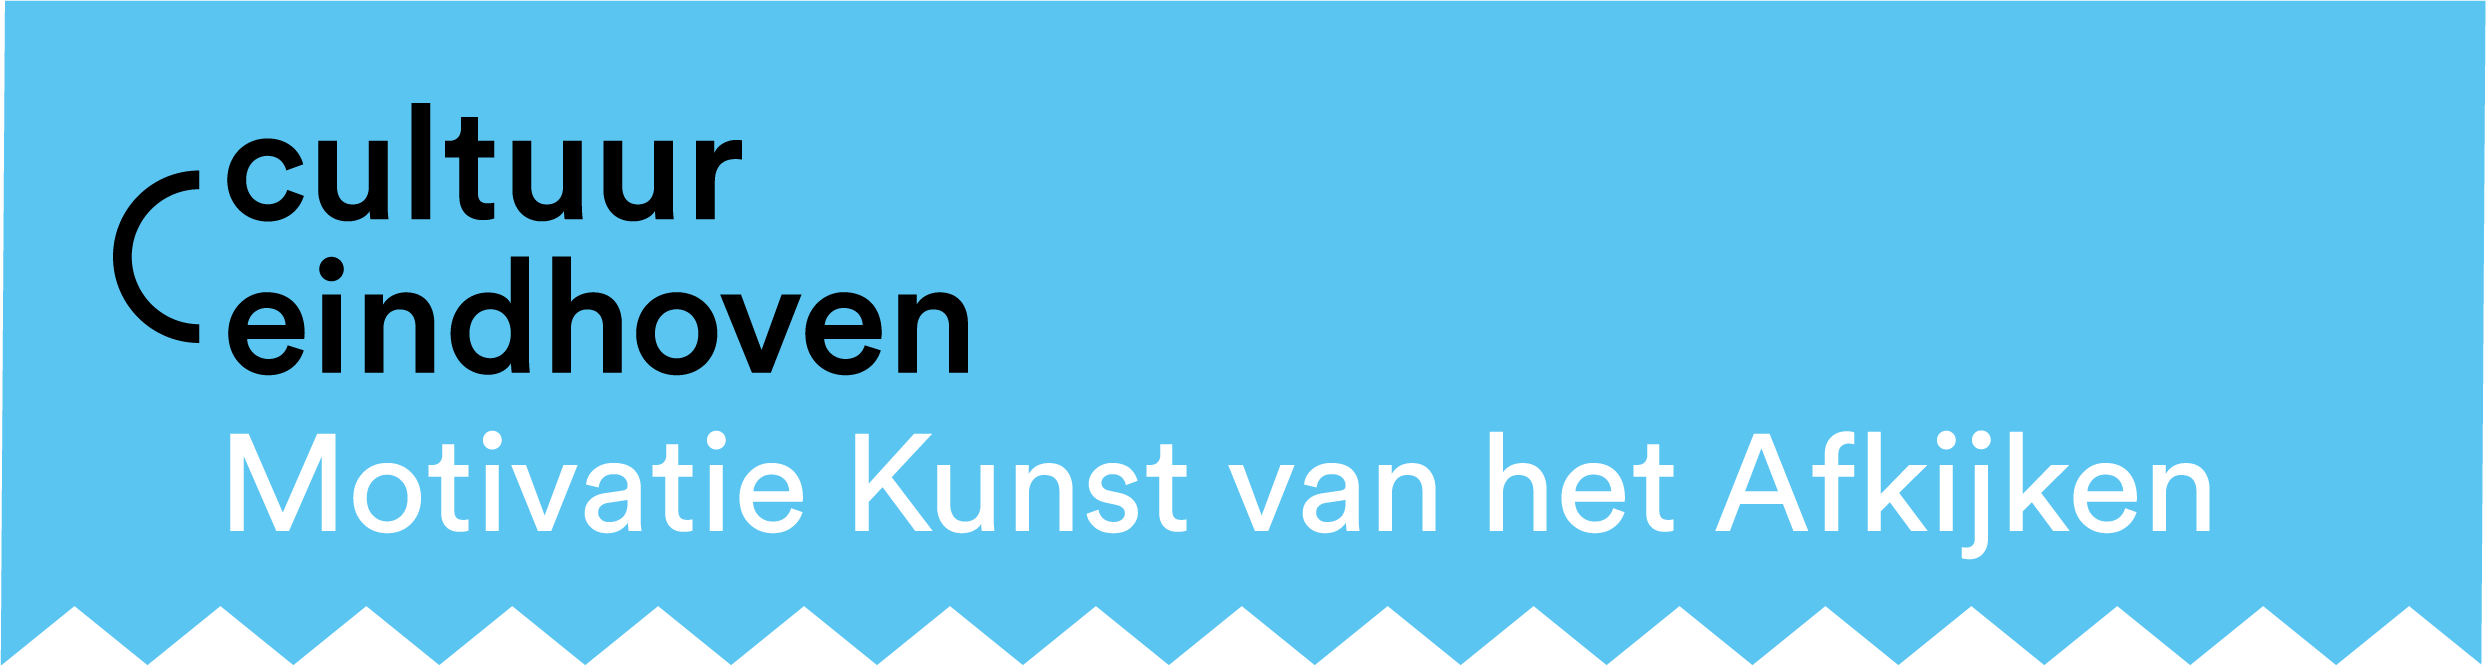 cultuur
eindhoven
Motivatie Kunst van het Afkijken